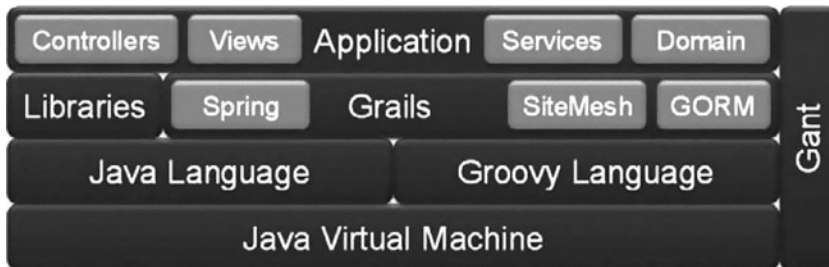 Controllers Views Application Services Domain
Libraries Spring Grails SiteMesh GORM
Java Language Groovy Language
Java Virtual Machine
Gant